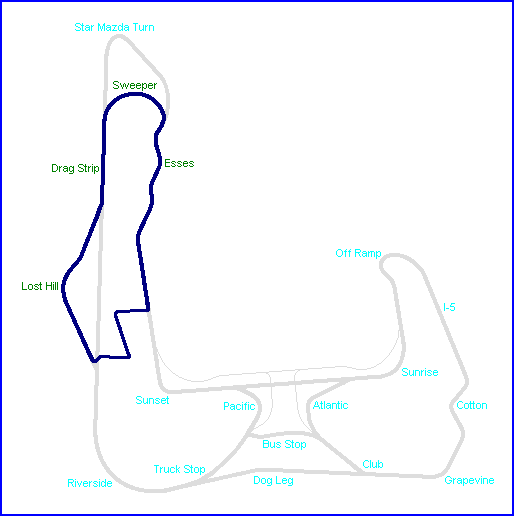 Star Mazda Turn
Sweeper
Drag Strip
Esses
Off Ramp
Lost Hill
I-5
Sunrise
Sunset
Pacific
Atlantic
Cotton
Bus Stop
Truck Stop
Club
Riverside
Dog Leg
Grapevine